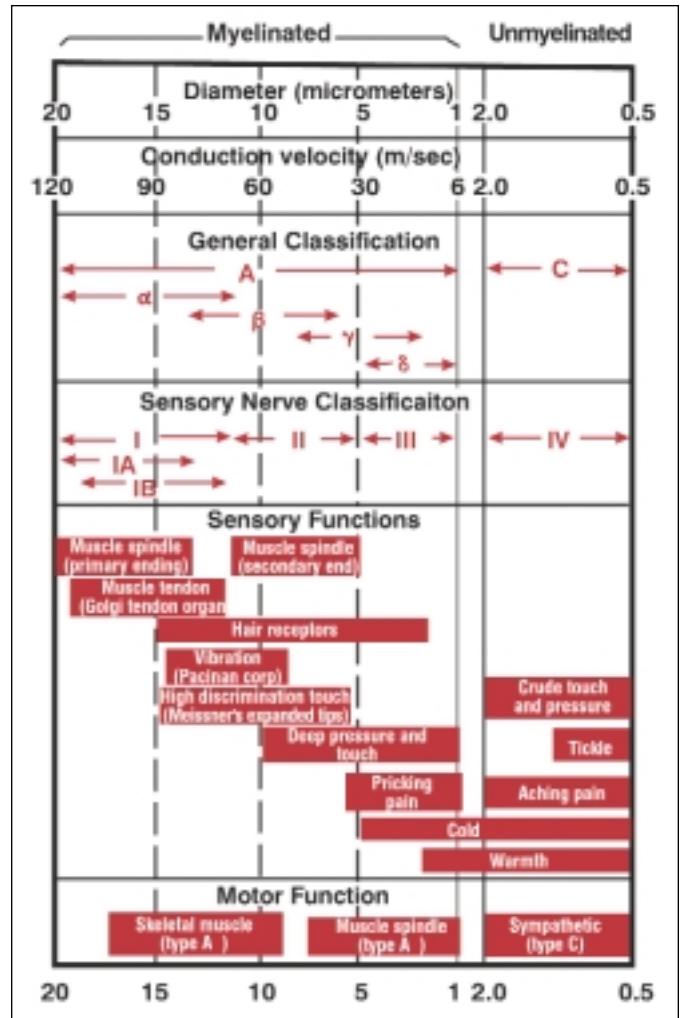 Myelinated Unmyelinated
Diameter (micrometers)
20 15 10 5 1 2.0 0.5
Conduction velocity (m/sec)
120 90 60 30 6 2.0 0.5
General Classification
A C
α
β
γ
δ
Sensory Nerve Classificaiton
I II III IV
IA
IB
Sensory Functions
Muscle spindle
(primary ending)
Muscle spindle
(secondary end)
Muscle tendon
(Golgi tendon organ
Hair receptors
Vibration
(Pacinan corp)
High discrimination touch
(Meissner's expanded tips)
Crude touch
and pressure
Deep pressure and
touch
Tickle
Pricking
pain
Aching pain
Cold
Warmth
Motor Function
Skeletal muscle
(type A )
Muscle spindle
(type A )
Sympathetic
(type C)
20 15 10 5 1 2.0 0.5